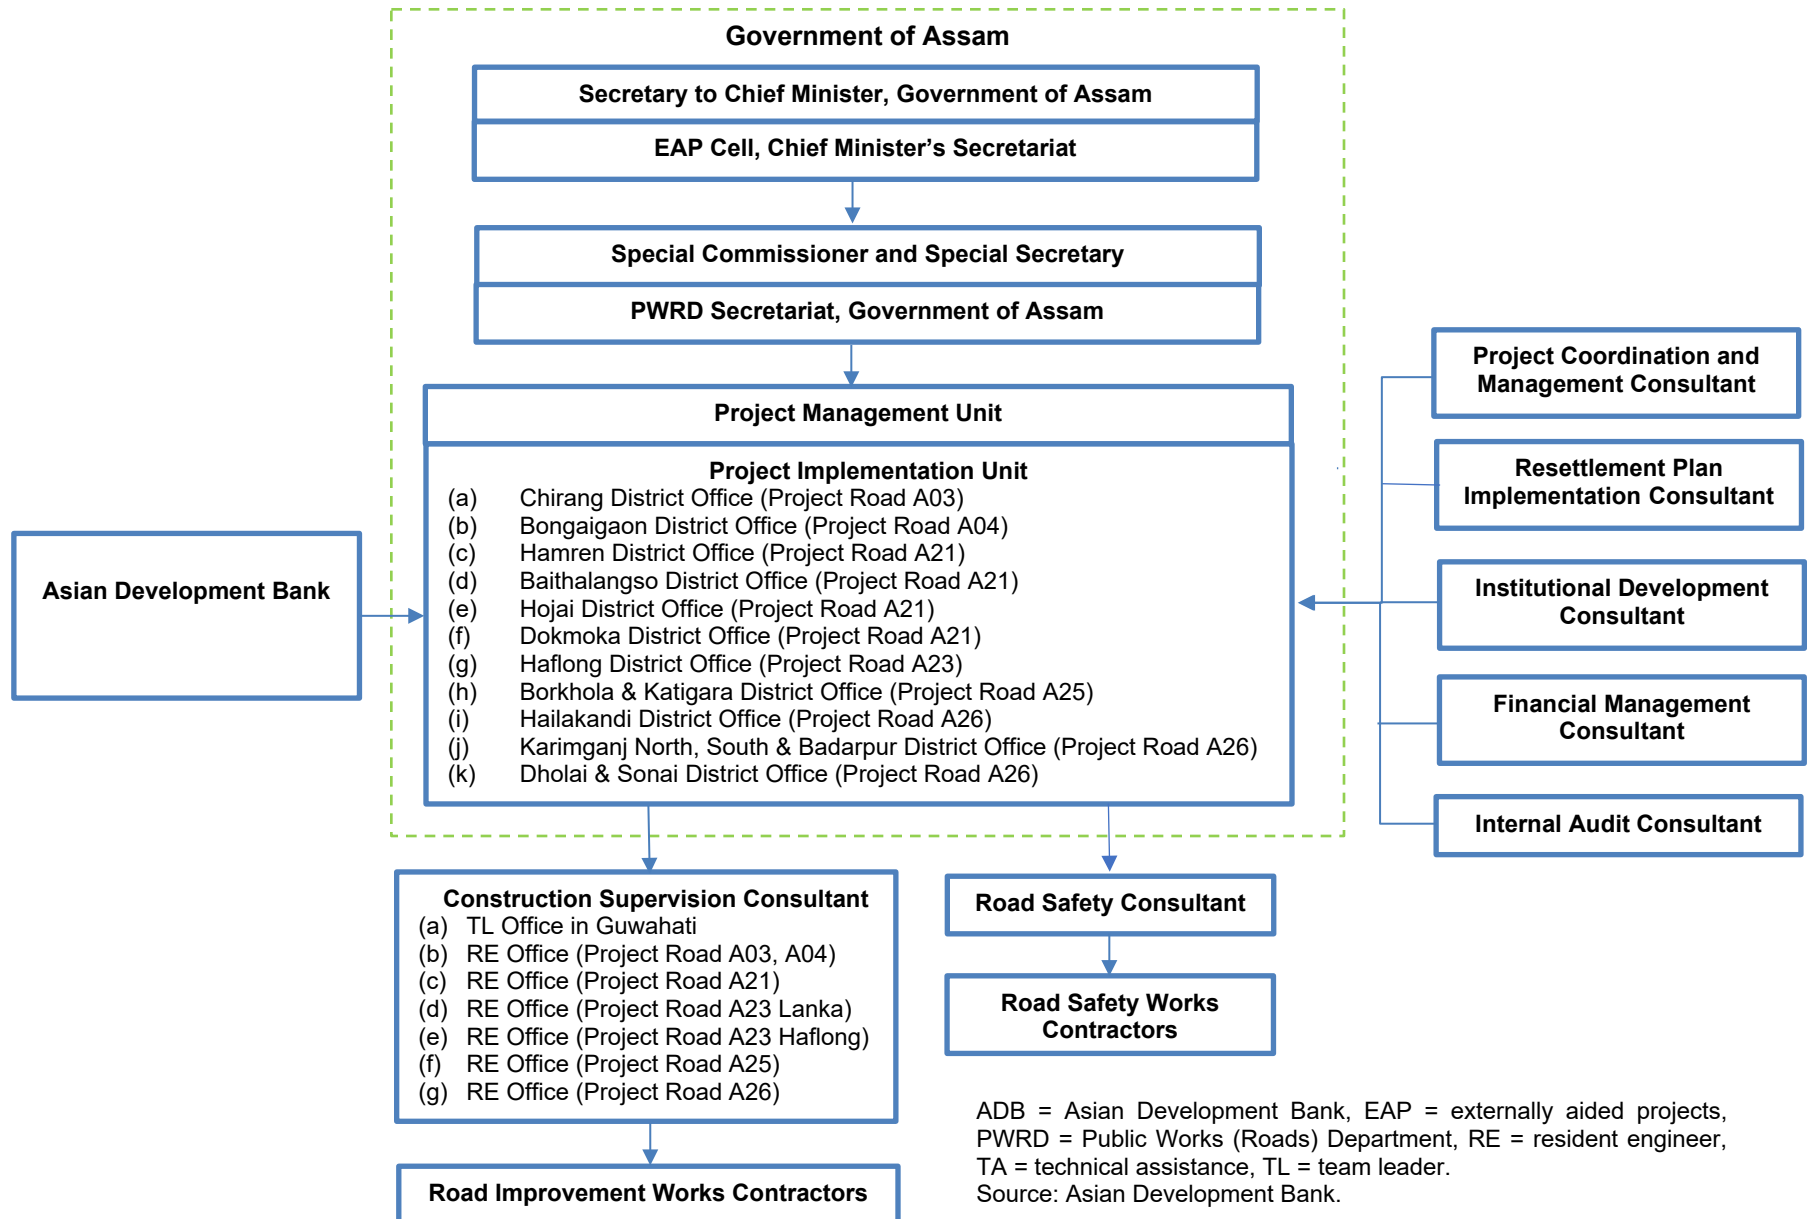 Government of Assam
Secretary to Chief Minister, Government of Assam
EAP Cell, Chief Minister’s Secretariat
Special Commissioner and Special Secretary
PWRD Secretariat, Government of Assam
Project Management Unit
Project Implementation Unit
(a) Chirang District Office (Project Road A03)
(b) Bongaigaon District Office (Project Road A04)
(c) Hamren District Office (Project Road A21)
(d) Baithalangso District Office (Project Road A21)
(e) Hojai District Office (Project Road A21)
(f) Dokmoka District Office (Project Road A21)
(g) Haflong District Office (Project Road A23)
(h) Borkhola & Katigara District Office (Project Road A25)
(i) Hailakandi District Office (Project Road A26)
(j) Karimganj North, South & Badarpur District Office (Project Road A26)
(k) Dholai & Sonai District Office (Project Road A26)
Asian Development Bank
Project Coordination and
Management Consultant
Resettlement Plan
Implementation Consultant
Institutional Development
Consultant
Financial Management
Consultant
Internal Audit Consultant
Construction Supervision Consultant
(a) TL Office in Guwahati
(b) RE Office (Project Road A03, A04)
(c) RE Office (Project Road A21)
(d) RE Office (Project Road A23 Lanka)
(e) RE Office (Project Road A23 Haflong)
(f) RE Office (Project Road A25)
(g) RE Office (Project Road A26)
Road Improvement Works Contractors
Road Safety Consultant
Road Safety Works
Contractors
ADB = Asian Development Bank, EAP = externally aided projects,
PWRD = Public Works (Roads) Department, RE = resident engineer,
TA = technical assistance, TL = team leader.
Source: Asian Development Bank.